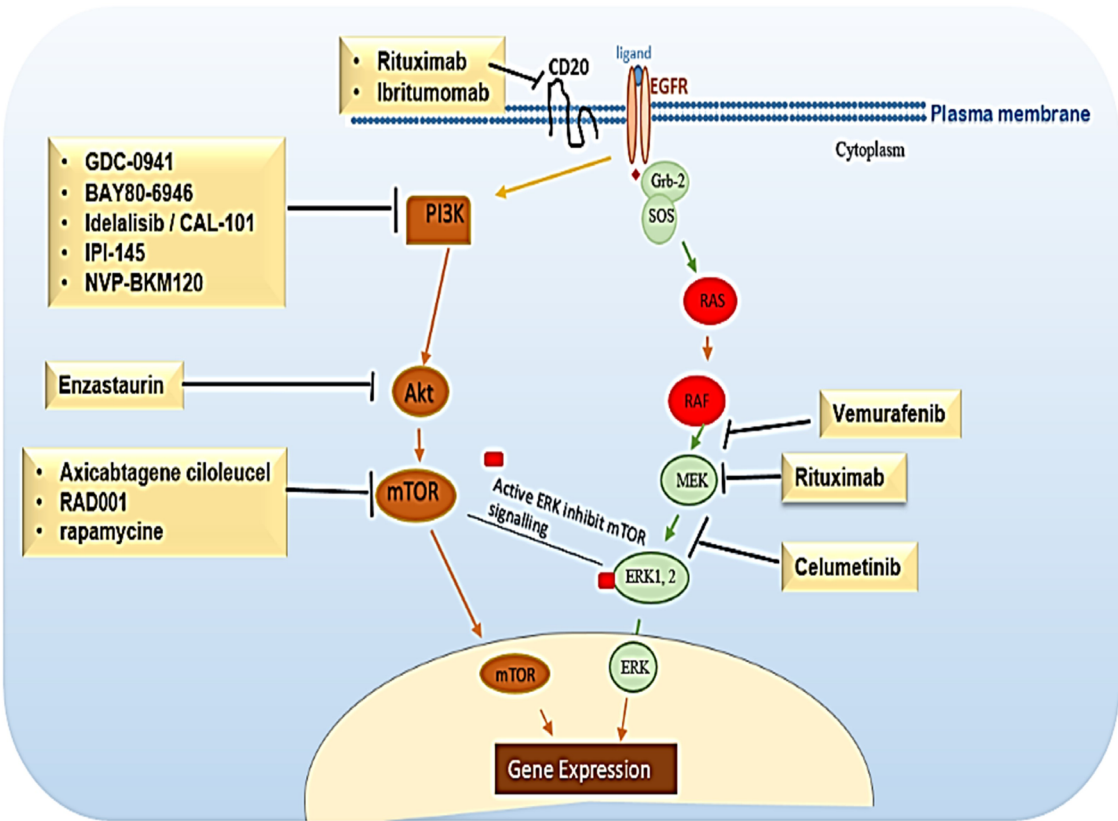 • Rituximab
• Ibritumomab
CD20
ligand
EGFR
Plasma membrane
Cytoplasm
• GDC-0941
• BAY80-6946
• Idelalisib / CAL-101
• IPI-145
• NVP-BKM120
PI3K
Grb-2
SOS
RAS
Enzastaurin
Akt
RAF
Vemurafenib
• Axicabtagene ciloleucel
• RAD001
• rapamycine
mTOR
Active ERK inhibit mTOR
signalling
MEK
Rituximab
ERK1, 2
Celumetinib
mTOR
ERK
Gene Expression